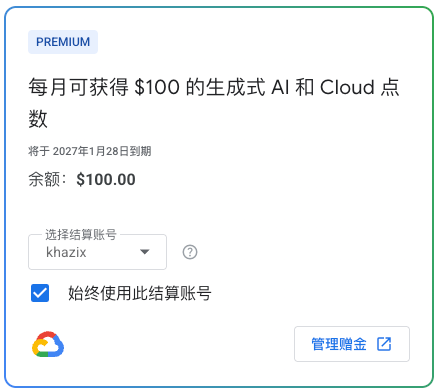 PREMIUM
每月可获得 $100 的生成式 AI 和 Cloud 点
数
将于 2027年1月28日到期
余额： $100.00
选择结算账号
khazix
始终使用此结算账号
管理赠金